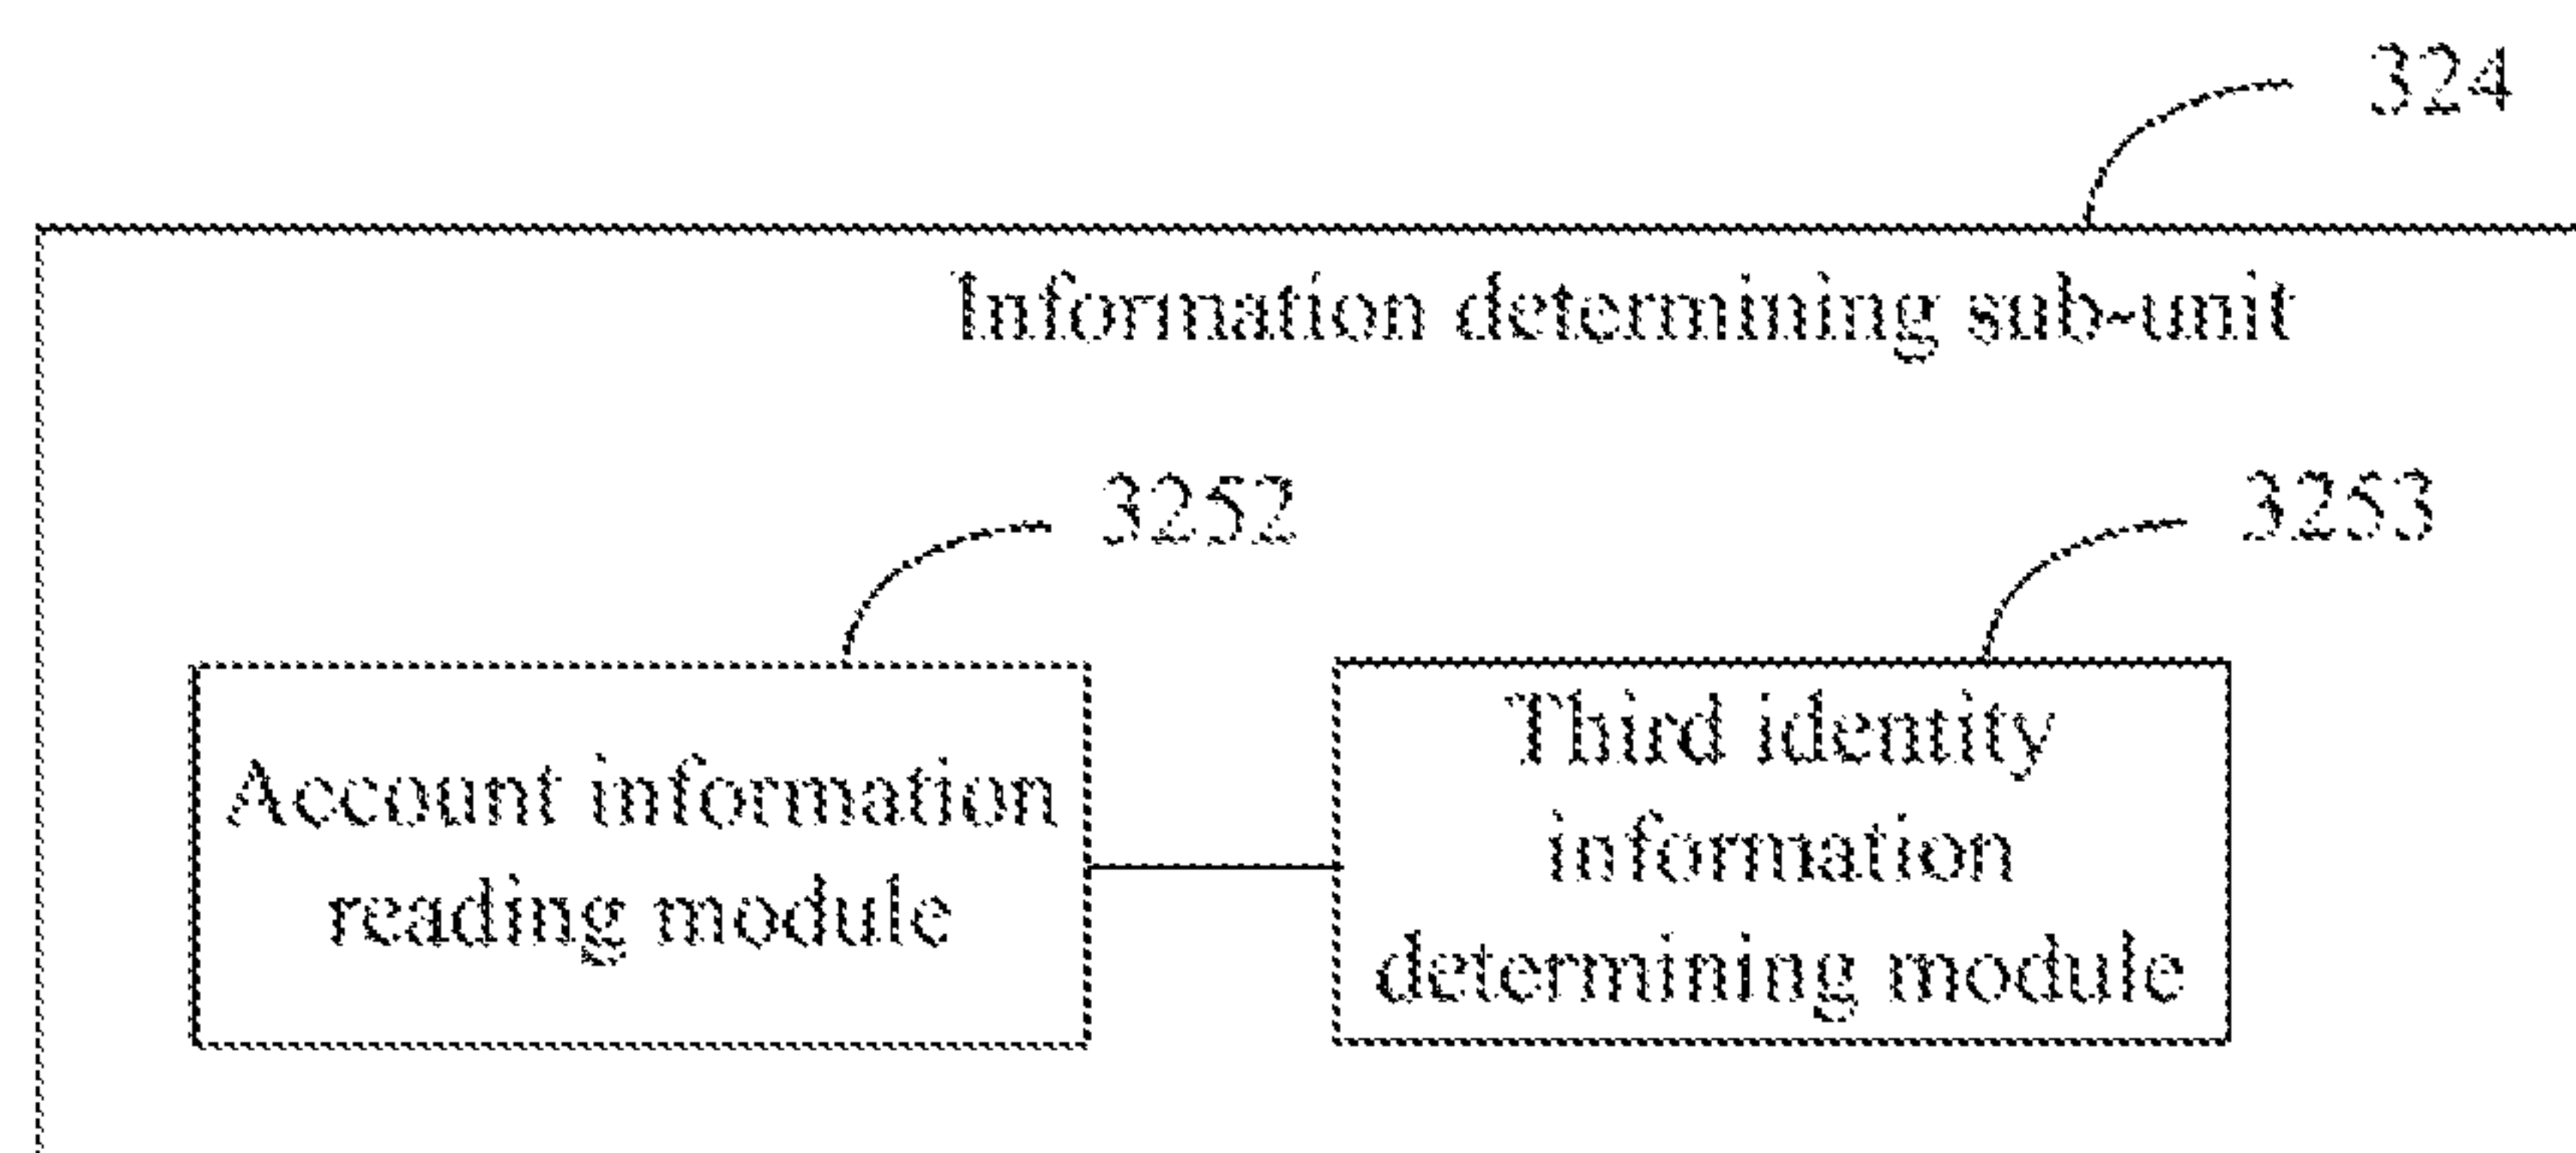 324
Information determining sub-unit
3252
3253
Account information
reading module
Third identity
information
determining module